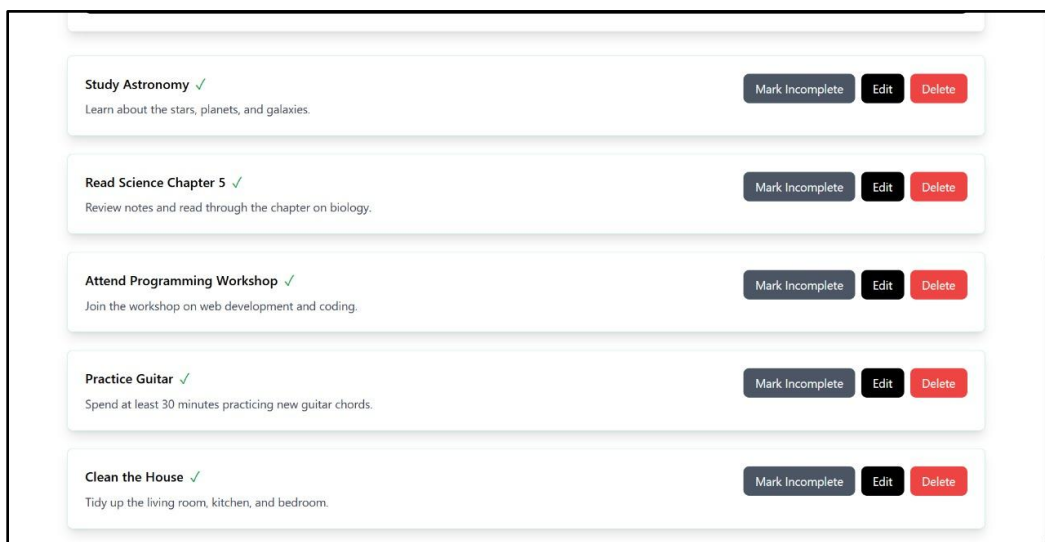 Study Astronomy ✓
Mark Incomplete Edit Delete
Learn about the stars, planets, and galaxies.
Read Science Chapter 5 ✓
Mark Incomplete Edit Delete
Review notes and read through the chapter on biology.
Attend Programming Workshop ✓
Mark Incomplete Edit Delete
Join the workshop on web development and coding.
Practice Guitar ✓
Mark Incomplete Edit Delete
Spend at least 30 minutes practicing new guitar chords.
Clean the House ✓
Mark Incomplete Edit Delete
Tidy up the living room, kitchen, and bedroom.